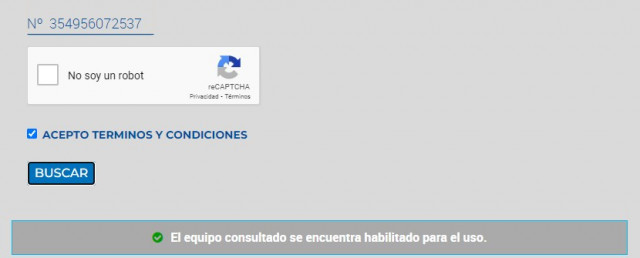 Nº 354956072537
No soy un robot
reCAPTCHA
Privacidad - Términos
ACEPTO TERMINOS Y CONDICIONES
BUSCAR
El equipo consultado se encuentra habilitado para el uso.